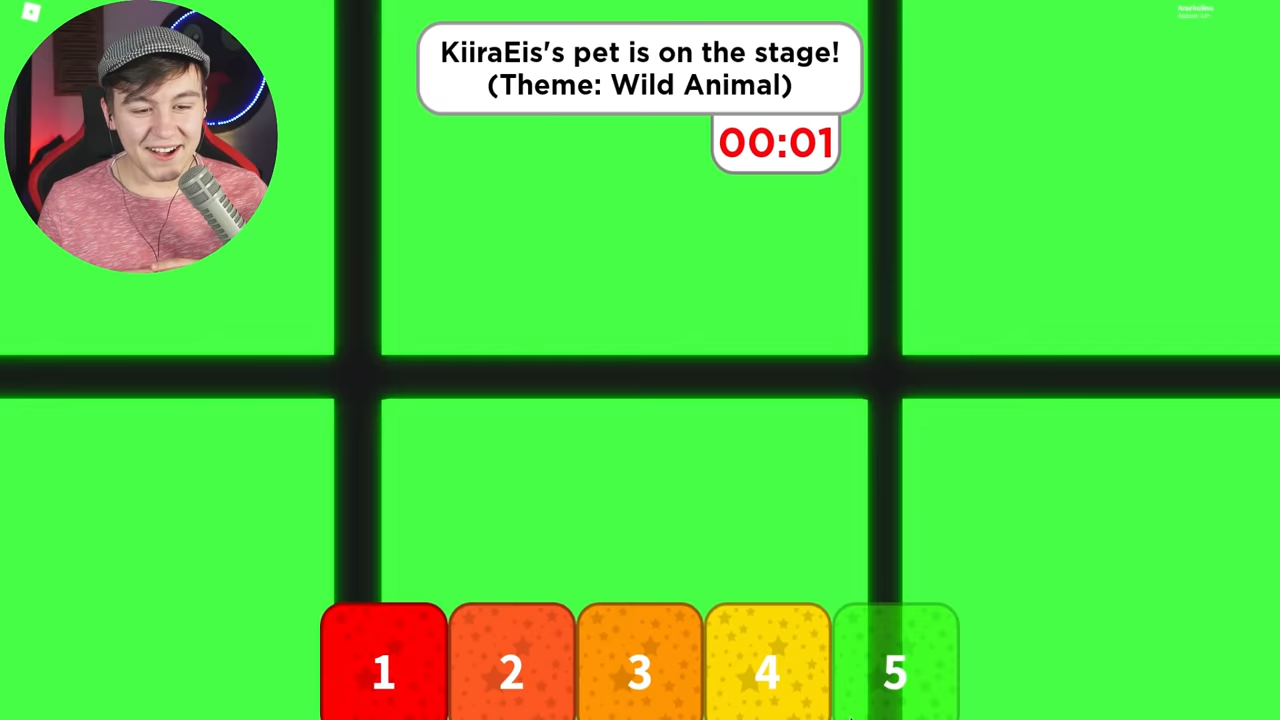 KiiraEis's pet is on the stage!
(Theme: Wild Animal)
00:01
1 2 3 4 5